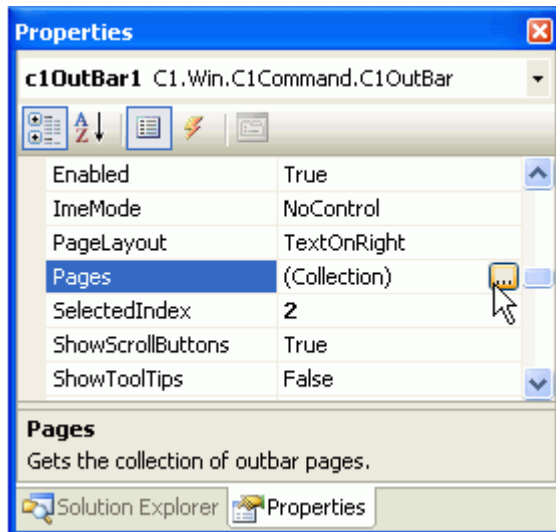 Properties
c1OutBar1 C1.Win.C1Command.C1OutBar
A
Z
Enabled True
ImeMode NoControl
PageLayout TextOnRight
Pages (Collection) ...
SelectedIndex 2
ShowScrollButtons True
ShowToolTips False
Pages
Gets the collection of outbar pages.
Solution Explorer Properties